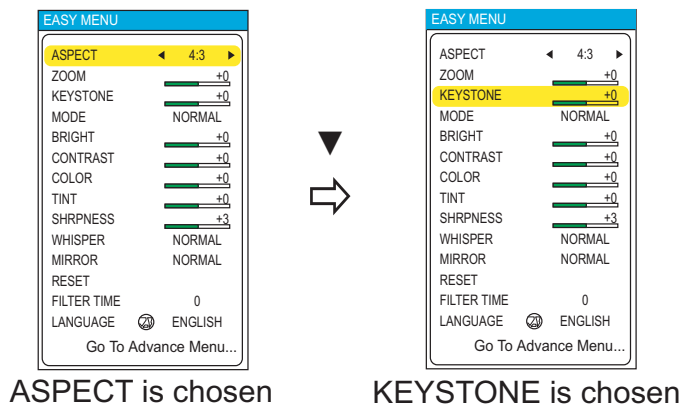 EASY MENU
ASPECT ◀ 4:3 ▶
ZOOM +0
KEYSTONE +0
MODE NORMAL
BRIGHT +0
CONTRAST +0
COLOR +0
TINT +0
SHRPNESS +3
WHISPER NORMAL
MIRROR NORMAL
RESET
FILTER TIME 0
LANGUAGE ENGLISH
Go To Advance Menu...
ASPECT is chosen
EASY MENU
ASPECT ◀ 4:3 ▶
ZOOM +0
KEYSTONE +0
MODE NORMAL
BRIGHT +0
CONTRAST +0
COLOR +0
TINT +0
SHRPNESS +3
WHISPER NORMAL
MIRROR NORMAL
RESET
FILTER TIME 0
LANGUAGE ENGLISH
Go To Advance Menu...
KEYSTONE is chosen